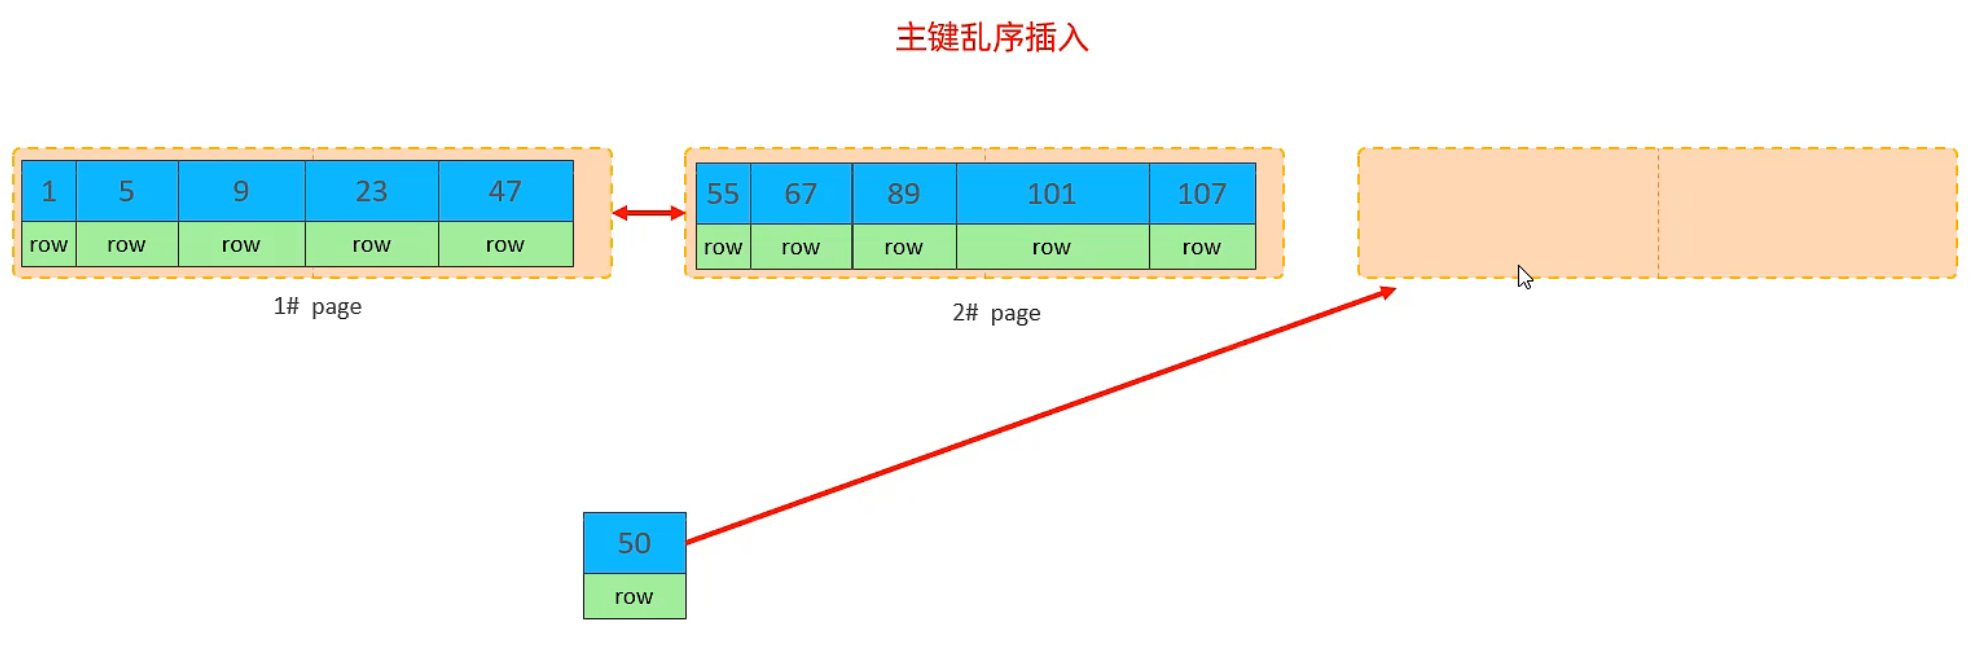 主键乱序插入
1 5 9 23 47
row row row row row
1# page
55 67 89 101 107
row row row row row
2# page
50
row